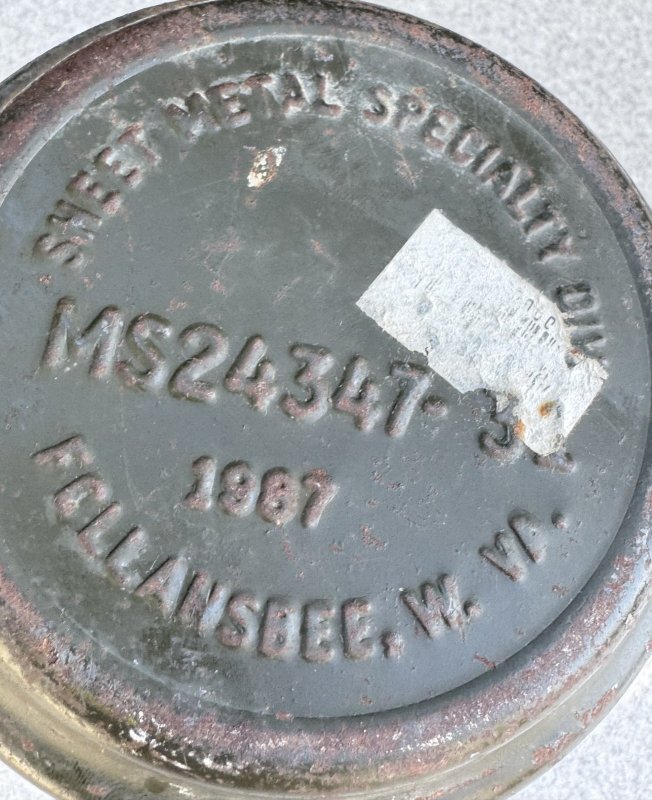 SHEET METAL SPECIALTY DIV.
MS24347-3
1987
FOLLANSBEE, W. VA.